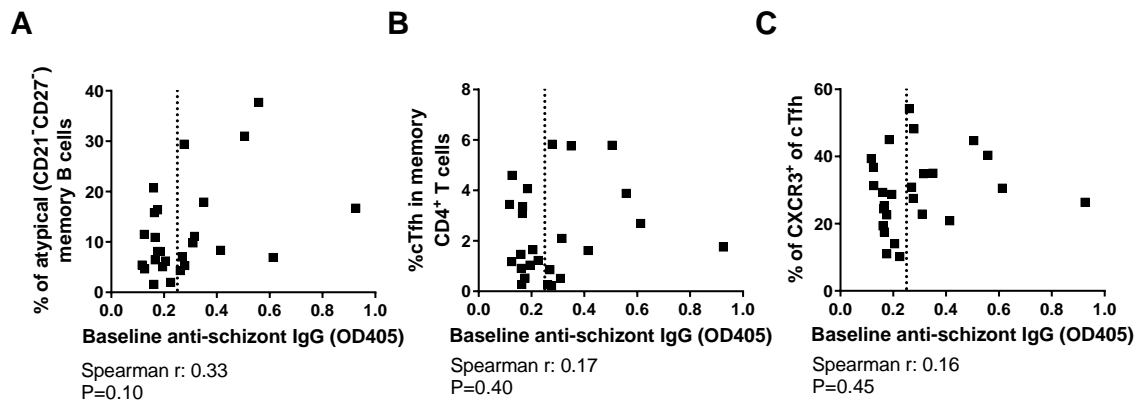 A
B
C
% of atypical (CD21⁻CD27⁻)
memory B cells
40
30
20
10
0
0.0 0.2 0.4 0.6 0.8 1.0
Baseline anti-schizont IgG (OD405)
Spearman r: 0.33
P=0.10
%cTfh in memory
CD4⁺ T cells
8
6
4
2
0
0.0 0.2 0.4 0.6 0.8 1.0
Baseline anti-schizont IgG (OD405)
Spearman r: 0.17
P=0.40
% of CXCR3⁺ of cTfh
60
40
20
0
0.0 0.2 0.4 0.6 0.8 1.0
Baseline anti-schizont IgG (OD405)
Spearman r: 0.16
P=0.45